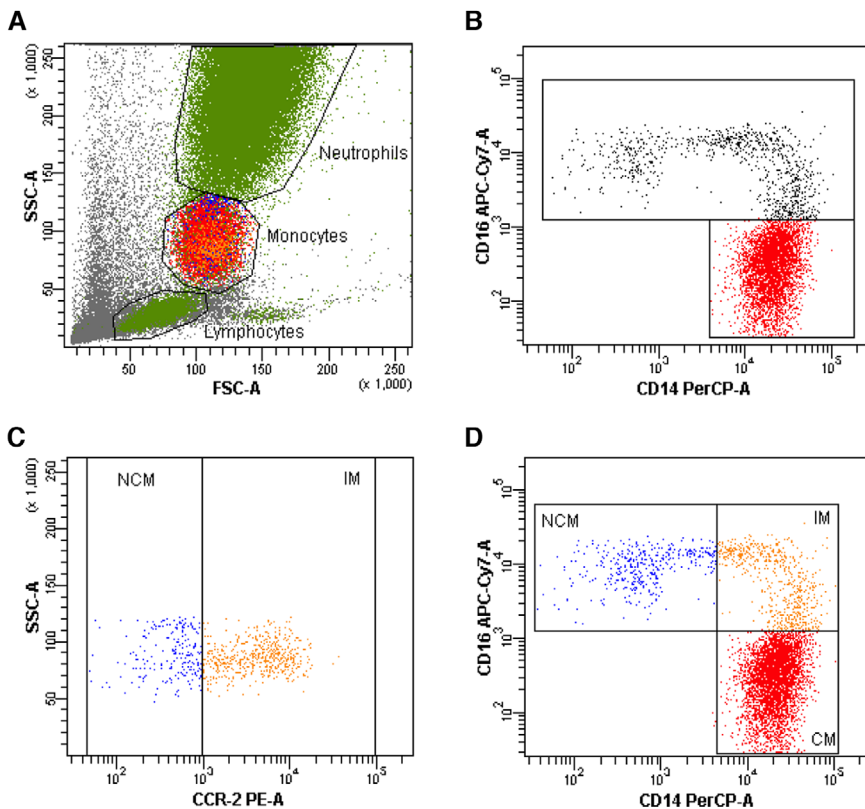 A
(x 1,000)
250
200
150
100
50
SSC-A
Neutrophils
Monocytes
Lymphocytes
50 100 150 200 250
FSC-A
(x 1,000)
B
CD16 APC-Cy7-A
10^5
10^4
10^3
10^2
10^2 10^3 10^4 10^5
CD14 PerCP-A
C
(x 1,000)
250
200
150
100
50
SSC-A
NCM
IM
10^2 10^3 10^4 10^5
CCR-2 PE-A
D
CD16 APC-Cy7-A
10^5
10^4
10^3
10^2
NCM
IM
CM
10^2 10^3 10^4 10^5
CD14 PerCP-A